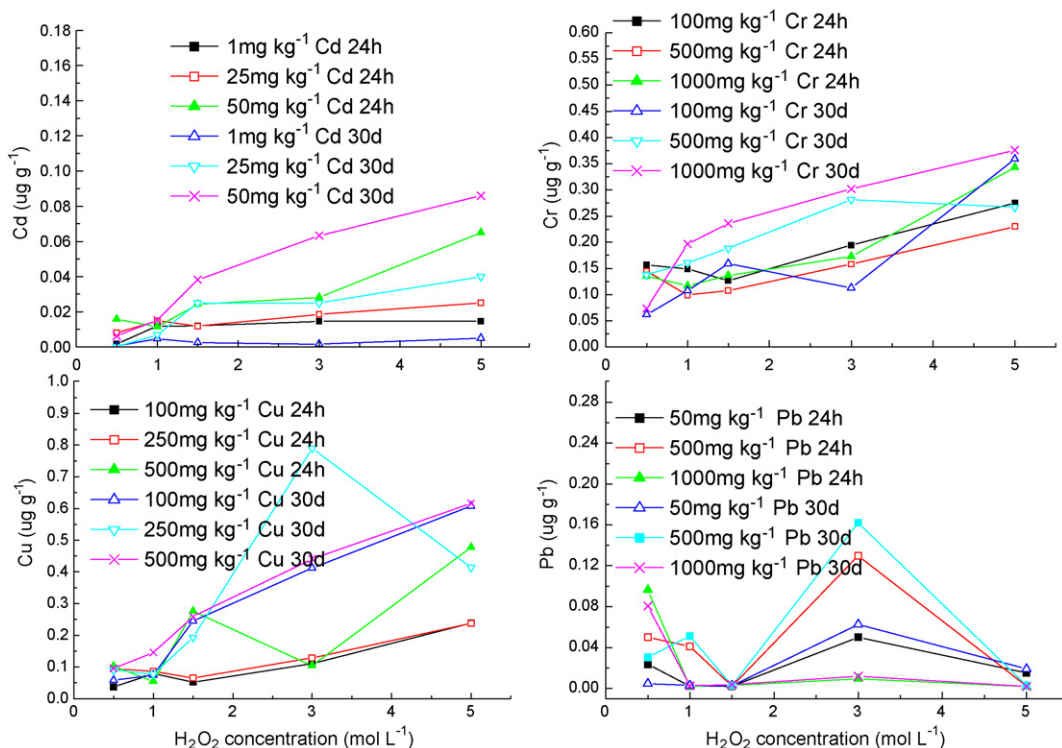 0.18
0.16
0.14
0.12
0.10
0.08
0.06
0.04
0.02
0.00
Cd (ug g⁻¹)
1mg kg⁻¹ Cd 24h
25mg kg⁻¹ Cd 24h
50mg kg⁻¹ Cd 24h
1mg kg⁻¹ Cd 30d
25mg kg⁻¹ Cd 30d
50mg kg⁻¹ Cd 30d
0 1 2 3 4 5
0.60
0.55
0.50
0.45
0.40
0.35
0.30
0.25
0.20
0.15
0.10
0.05
0.00
Cr (ug g⁻¹)
100mg kg⁻¹ Cr 24h
500mg kg⁻¹ Cr 24h
1000mg kg⁻¹ Cr 24h
100mg kg⁻¹ Cr 30d
500mg kg⁻¹ Cr 30d
1000mg kg⁻¹ Cr 30d
0 1 2 3 4 5
1.0
0.9
0.8
0.7
0.6
0.5
0.4
0.3
0.2
0.1
0.0
Cu (ug g⁻¹)
100mg kg⁻¹ Cu 24h
250mg kg⁻¹ Cu 24h
500mg kg⁻¹ Cu 24h
100mg kg⁻¹ Cu 30d
250mg kg⁻¹ Cu 30d
500mg kg⁻¹ Cu 30d
0 1 2 3 4 5
H₂O₂ concentration (mol L⁻¹)
0.28
0.24
0.20
0.16
0.12
0.08
0.04
0.00
Pb (ug g⁻¹)
50mg kg⁻¹ Pb 24h
500mg kg⁻¹ Pb 24h
1000mg kg⁻¹ Pb 24h
50mg kg⁻¹ Pb 30d
500mg kg⁻¹ Pb 30d
1000mg kg⁻¹ Pb 30d
0 1 2 3 4 5
H₂O₂ concentration (mol L⁻¹)